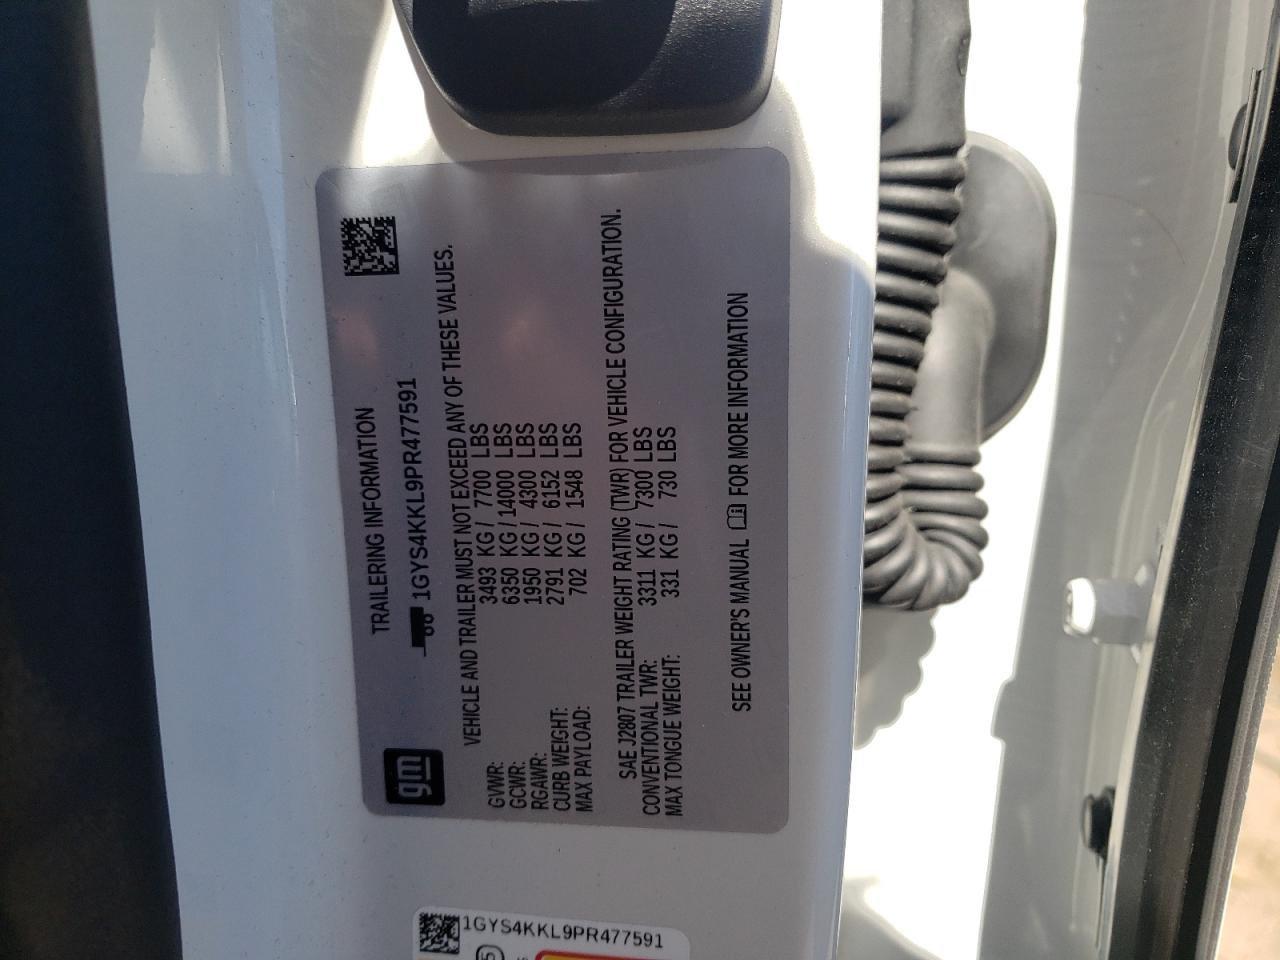 gm
TRAILERING INFORMATION
1GYS4KKL9PR477591
VEHICLE AND TRAILER MUST NOT EXCEED ANY OF THESE VALUES.
GVWR: 3493 KG / 7700 LBS
GCWR: 6350 KG / 14000 LBS
RGAWR: 1950 KG / 4300 LBS
CURB WEIGHT: 2791 KG / 6152 LBS
MAX PAYLOAD: 702 KG / 1548 LBS
SAE J2807 TRAILER WEIGHT RATING (TWR) FOR VEHICLE CONFIGURATION.
CONVENTIONAL TWR: 3311 KG / 7300 LBS
MAX TONGUE WEIGHT: 331 KG / 730 LBS
SEE OWNER'S MANUAL FOR MORE INFORMATION
1GYS4KKL9PR477591